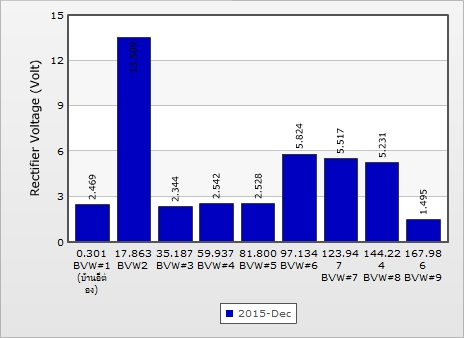 Rectifier Voltage (Volt)
15
12
9
6
3
0
2.469
2.344
2.542
2.528
5.824
5.517
5.231
1.495
0.301
BVW#1
(บ้านอีต่
อง)
17.863
BVW2
35.187
BVW#3
59.937
BVW#4
81.800
BVW#5
97.134
BVW#6
123.94
7
BVW#7
144.22
4
BVW#8
167.98
6
BVW#9
2015-Dec